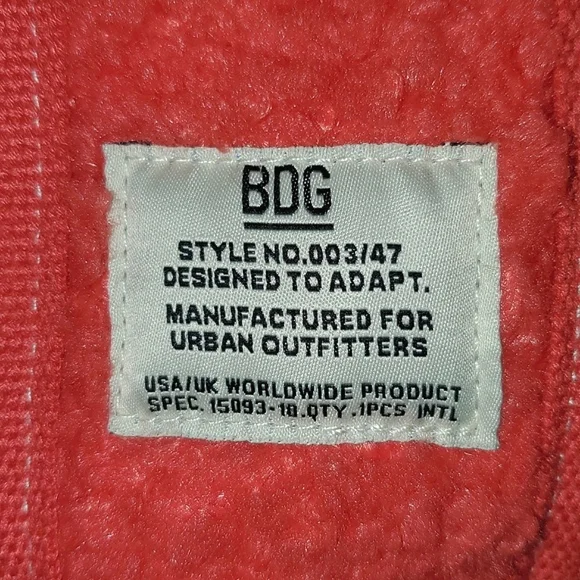 BDG
STYLE NO.003/47
DESIGNED TO ADAPT.
MANUFACTURED FOR
URBAN OUTFITTERS
USA/UK WORLDWIDE PRODUCT
SPEC. 15093-10.QTY.1PCS INTL